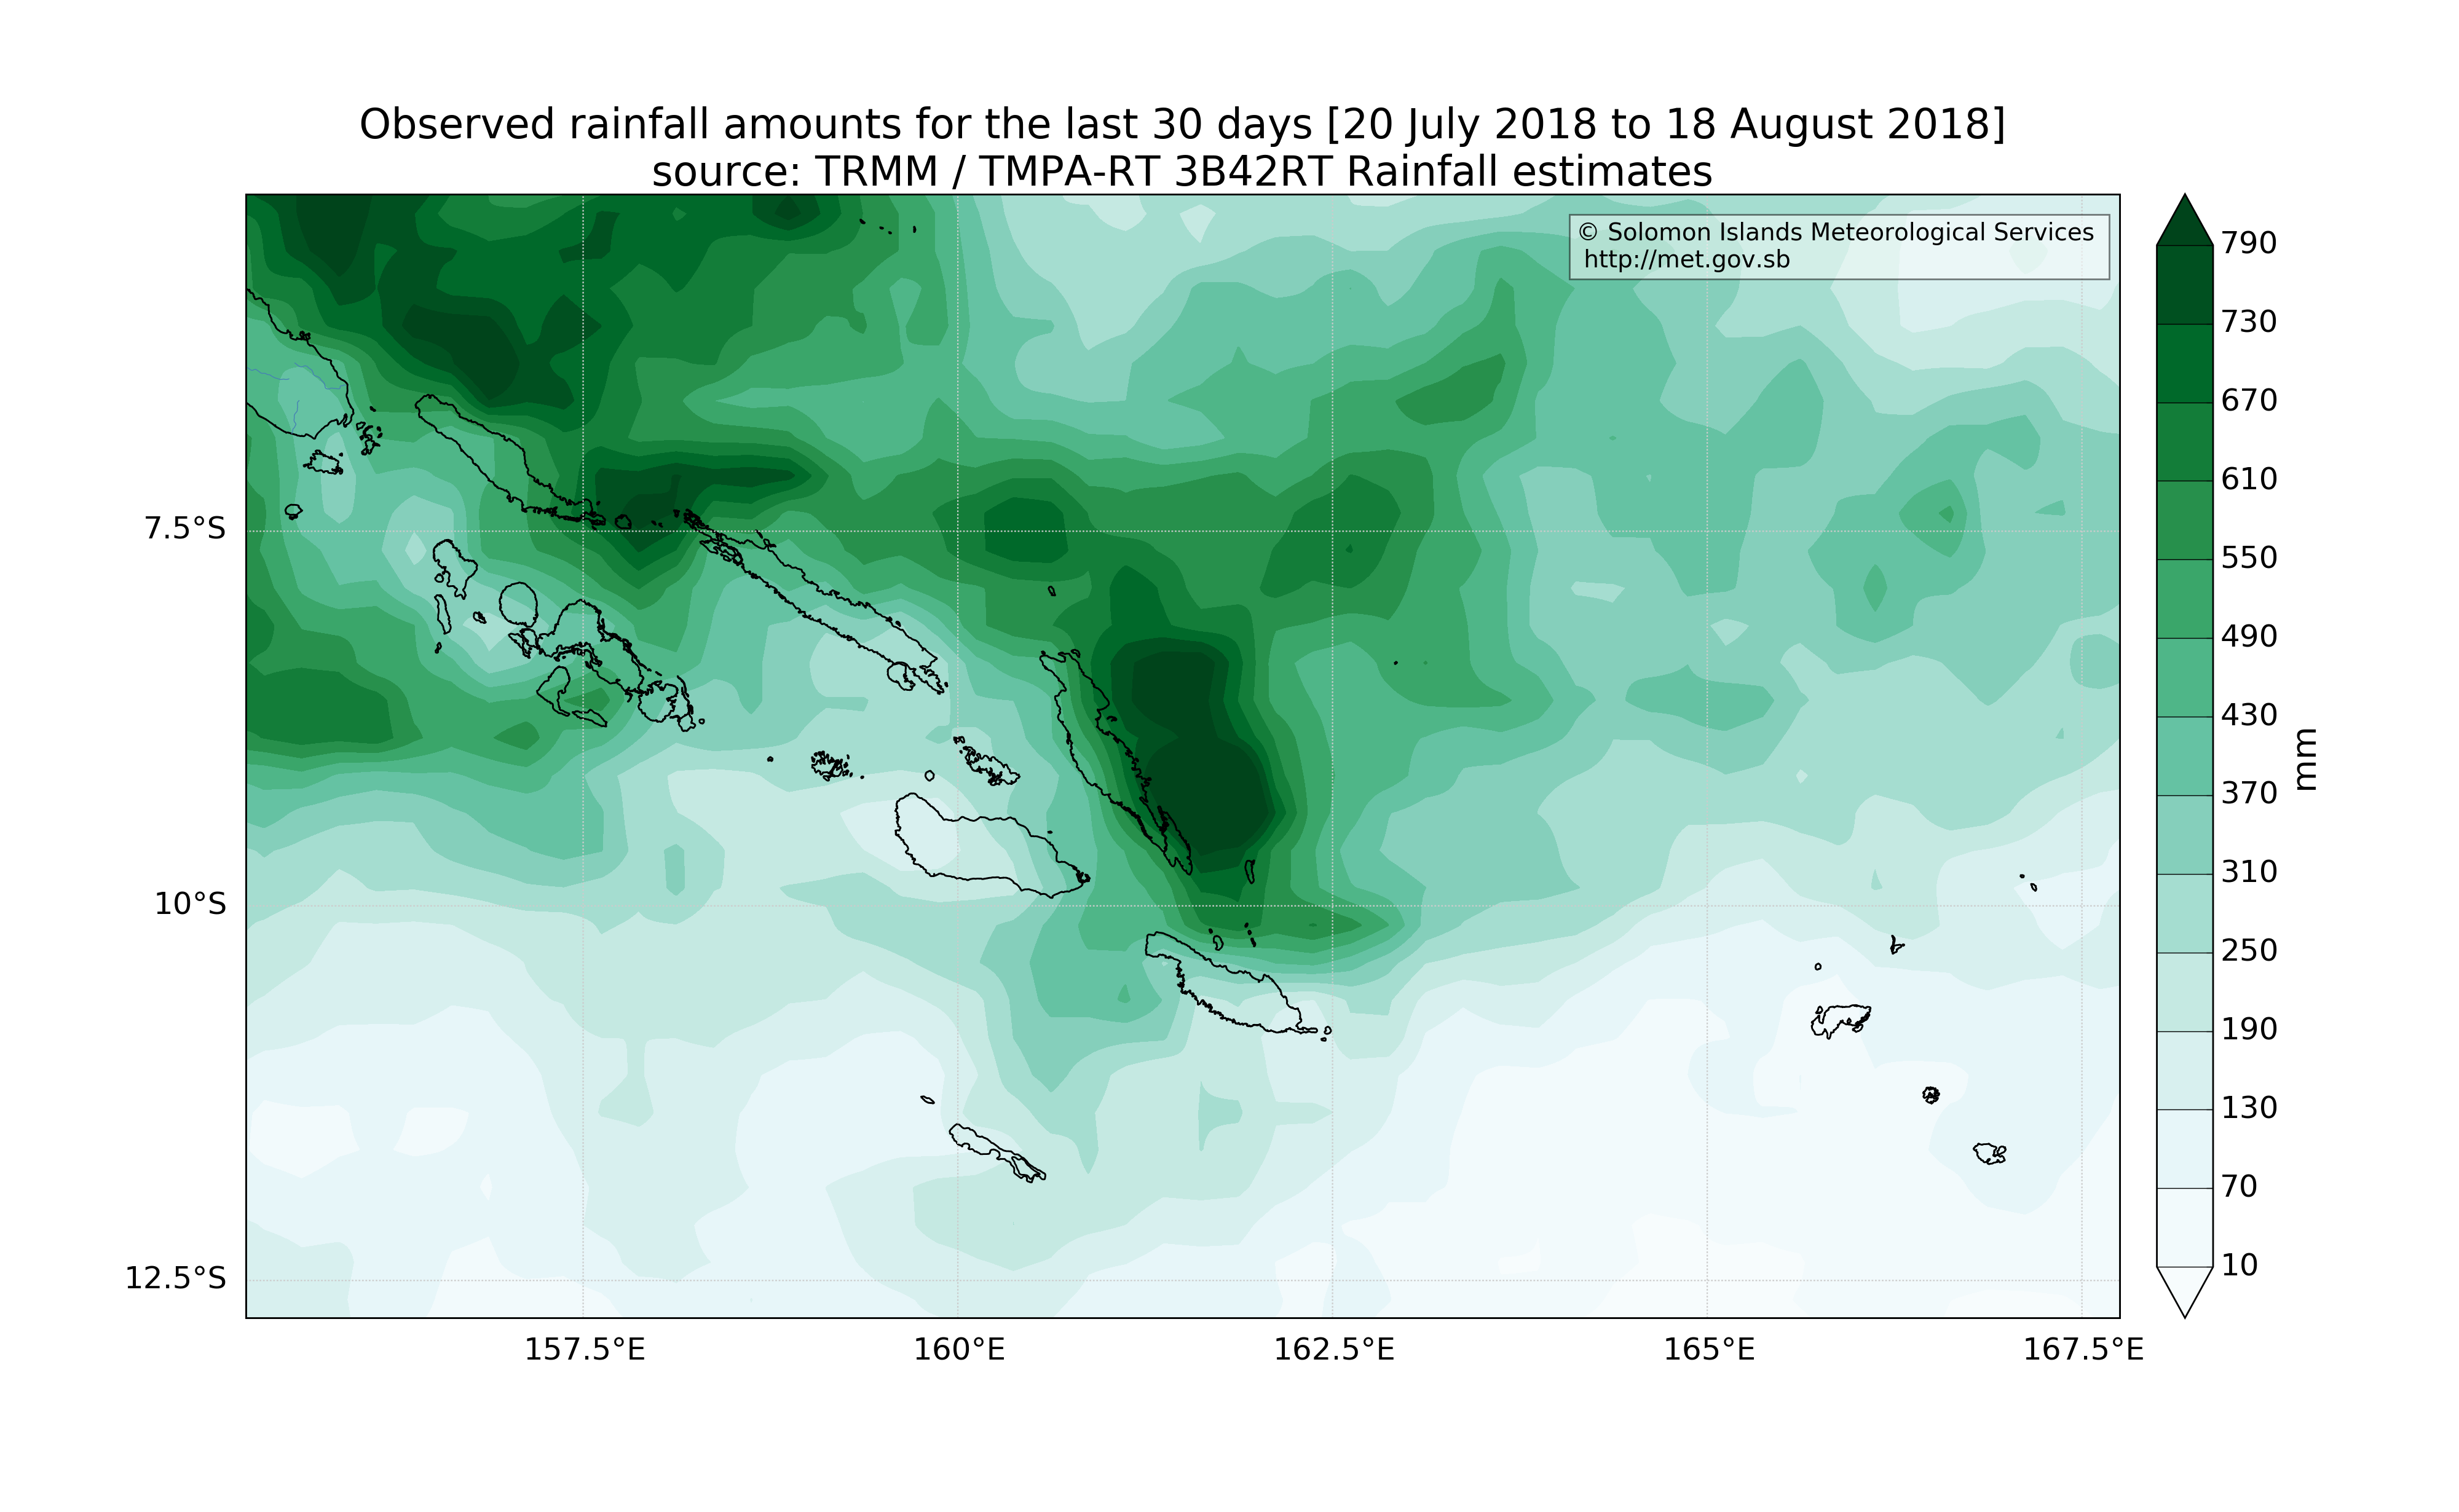 Observed rainfall amounts for the last 30 days [20 July 2018 to 18 August 2018]
source: TRMM / TMPA-RT 3B42RT Rainfall estimates
© Solomon Islands Meteorological Services
http://met.gov.sb
7.5°S
10°S
12.5°S
157.5°E
160°E
162.5°E
165°E
167.5°E
790
730
670
610
550
490
430
370
310
250
190
130
70
10
mm